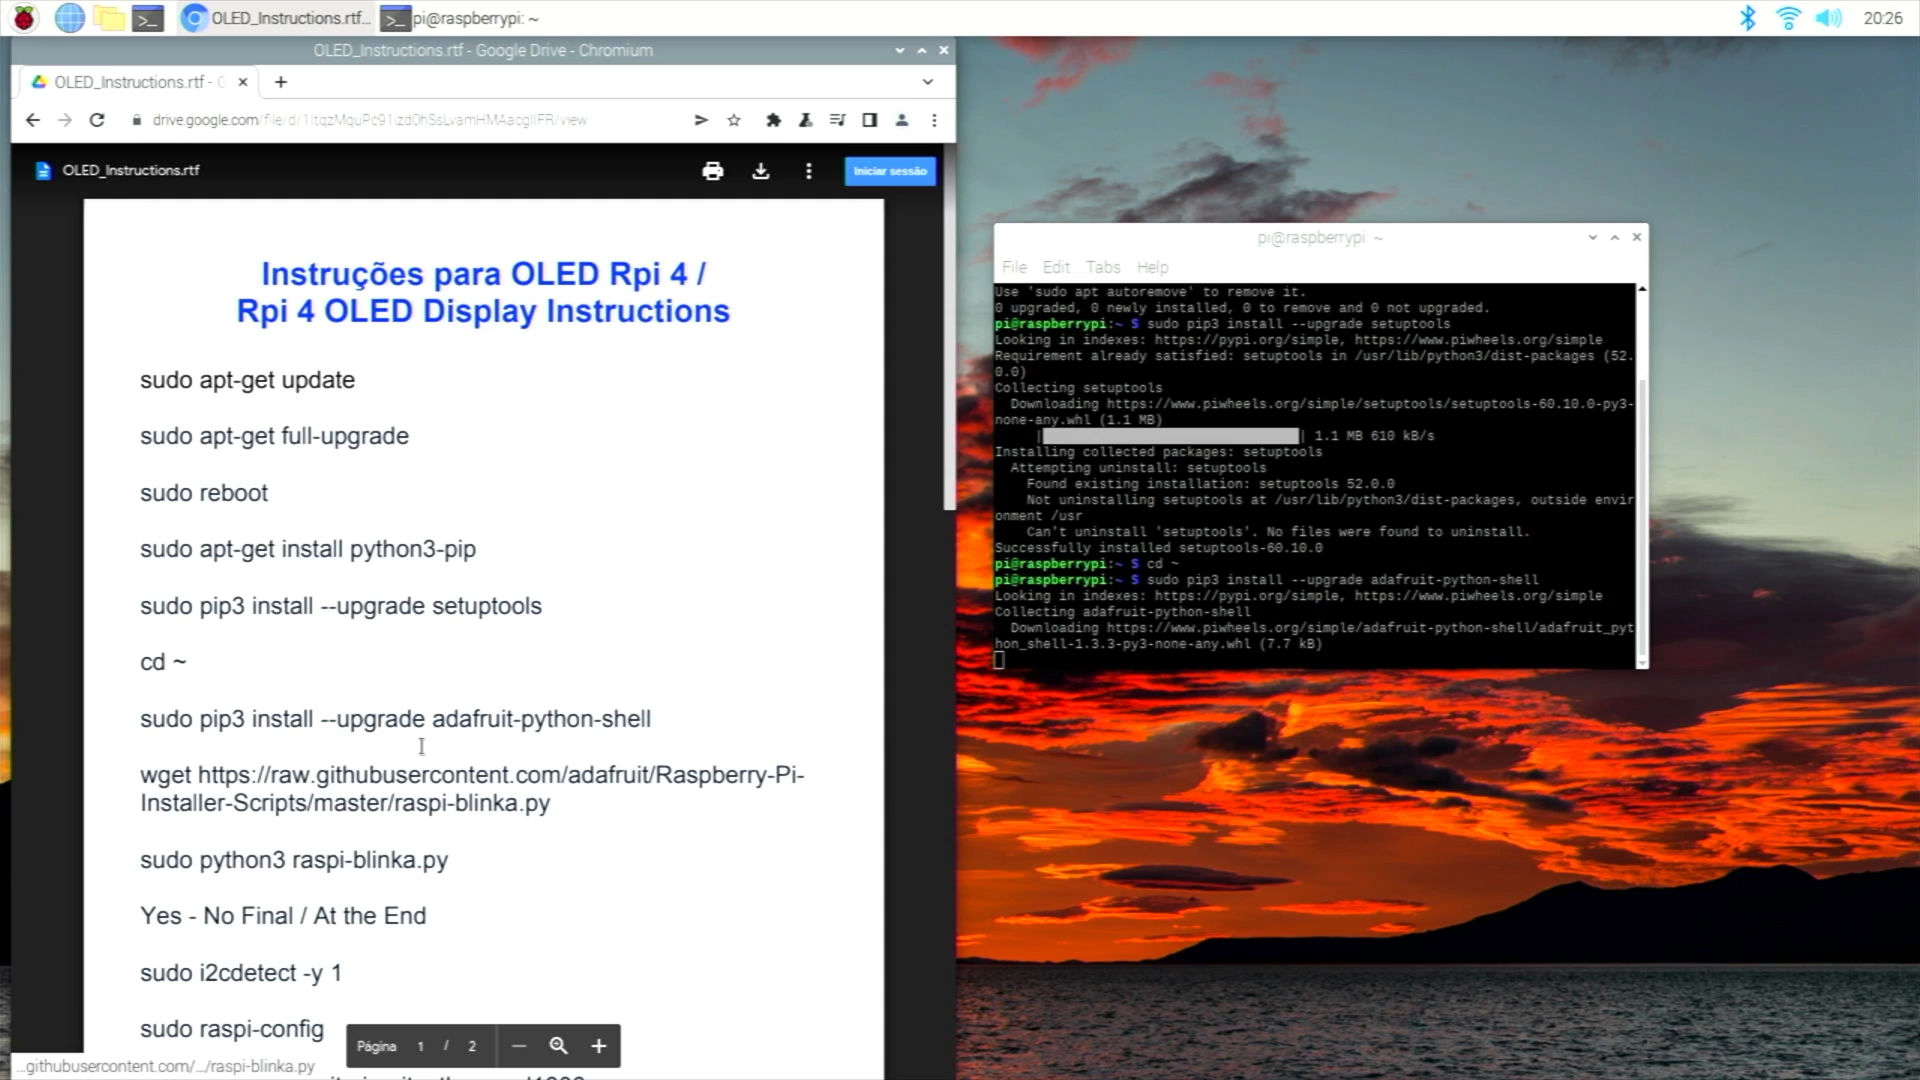 OLED_Instructions.rtf...
pi@raspberrypi: ~
20:26
OLED_Instructions.rtf - Google Drive - Chromium
OLED_Instructions.rtf - G
drive.google.com/file/d/
OLED_Instructions.rtf
Iniciar sessão
Instruções para OLED Rpi 4 /
Rpi 4 OLED Display Instructions
sudo apt-get update
sudo apt-get full-upgrade
sudo reboot
sudo apt-get install python3-pip
sudo pip3 install --upgrade setuptools
cd ~
sudo pip3 install --upgrade adafruit-python-shell
wget https://raw.githubusercontent.com/adafruit/Raspberry-Pi-
Installer-Scripts/master/raspi-blinka.py
sudo python3 raspi-blinka.py
Yes - No Final / At the End
sudo i2cdetect -y 1
sudo raspi-config
Página 1 / 2
...githubusercontent.com/.../raspi-blinka.py
pi@raspberrypi: ~
File Edit Tabs Help
Use 'sudo apt autoremove' to remove it.
0 upgraded, 0 newly installed, 0 to remove and 0 not upgraded.
pi@raspberrypi:~ $ sudo pip3 install --upgrade setuptools
Looking in indexes: https://pypi.org/simple, https://www.piwheels.org/simple
Requirement already satisfied: setuptools in /usr/lib/python3/dist-packages (52.
0.0)
Collecting setuptools
Downloading https://www.piwheels.org/simple/setuptools/setuptools-60.10.0-py3-
none-any.whl (1.1 MB)
| | 1.1 MB 610 kB/s
Installing collected packages: setuptools
Attempting uninstall: setuptools
Found existing installation: setuptools 52.0.0
Not uninstalling setuptools at /usr/lib/python3/dist-packages, outside envir
onment /usr
Can't uninstall 'setuptools'. No files were found to uninstall.
Successfully installed setuptools-60.10.0
pi@raspberrypi:~ $ cd ~
pi@raspberrypi:~ $ sudo pip3 install --upgrade adafruit-python-shell
Looking in indexes: https://pypi.org/simple, https://www.piwheels.org/simple
Collecting adafruit-python-shell
Downloading https://www.piwheels.org/simple/adafruit-python-shell/adafruit_pyt
hon_shell-1.3.3-py3-none-any.whl (7.7 kB)